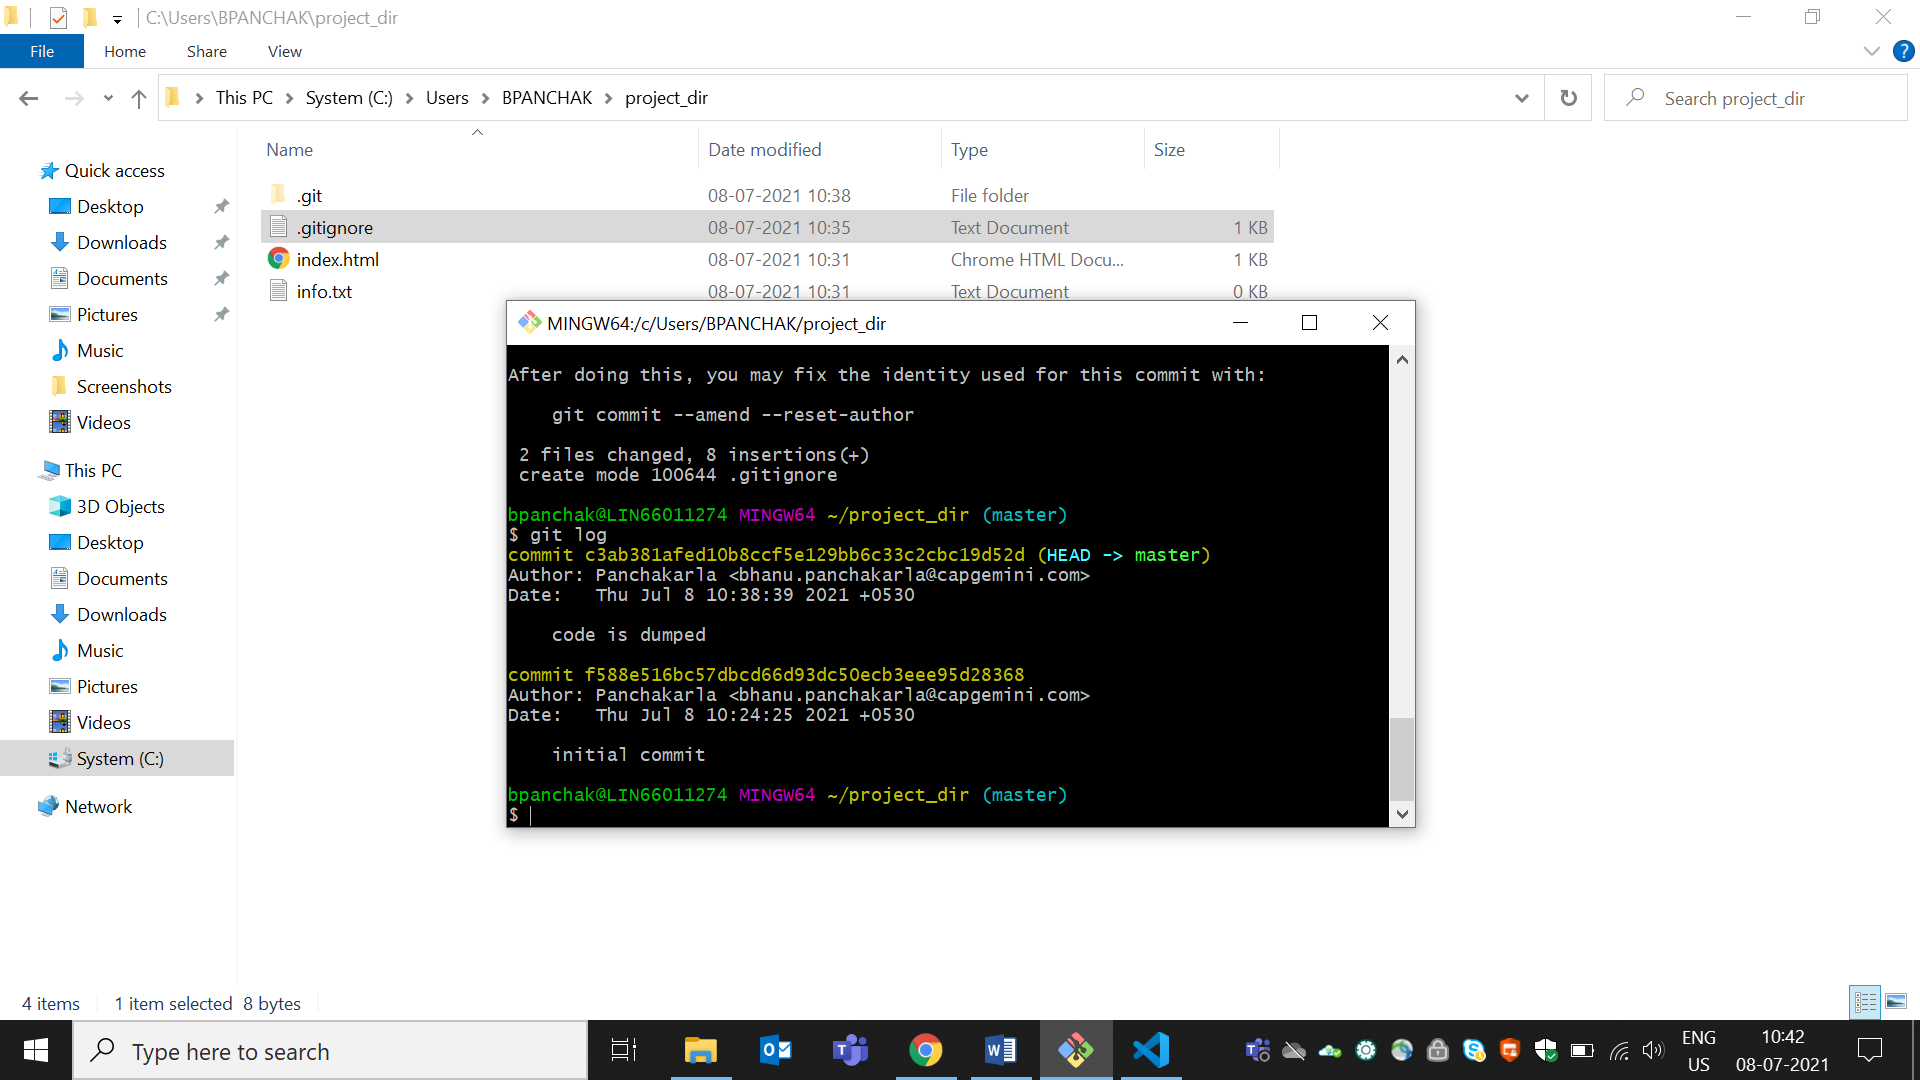 C:\Users\BPANCHAK\project_dir
File Home Share View
This PC System (C:) Users BPANCHAK project_dir
Search project_dir
Name Date modified Type Size
.git 08-07-2021 10:38 File folder
.gitignore 08-07-2021 10:35 Text Document 1 KB
index.html 08-07-2021 10:31 Chrome HTML Docu... 1 KB
info.txt 08-07-2021 10:31 Text Document 0 KB
Quick access
Desktop
Downloads
Documents
Pictures
Music
Screenshots
Videos
This PC
3D Objects
Desktop
Documents
Downloads
Music
Pictures
Videos
System (C:)
Network
MINGW64:/c/Users/BPANCHAK/project_dir
After doing this, you may fix the identity used for this commit with:
git commit --amend --reset-author
2 files changed, 8 insertions(+)
create mode 100644 .gitignore
bpanchak@LIN66011274 MINGW64 ~/project_dir (master)
$ git log
commit c3ab381afed10b8ccf5e129bb6c33c2cbc19d52d (HEAD -> master)
Author: Panchakarla <bhanu.panchakarla@capgemini.com>
Date:   Thu Jul 8 10:38:39 2021 +0530
code is dumped
commit f588e516bc57dbcd66d93dc50ecb3eee95d28368
Author: Panchakarla <bhanu.panchakarla@capgemini.com>
Date:   Thu Jul 8 10:24:25 2021 +0530
initial commit
bpanchak@LIN66011274 MINGW64 ~/project_dir (master)
$
4 items 1 item selected 8 bytes
Type here to search
ENG
US
10:42
08-07-2021